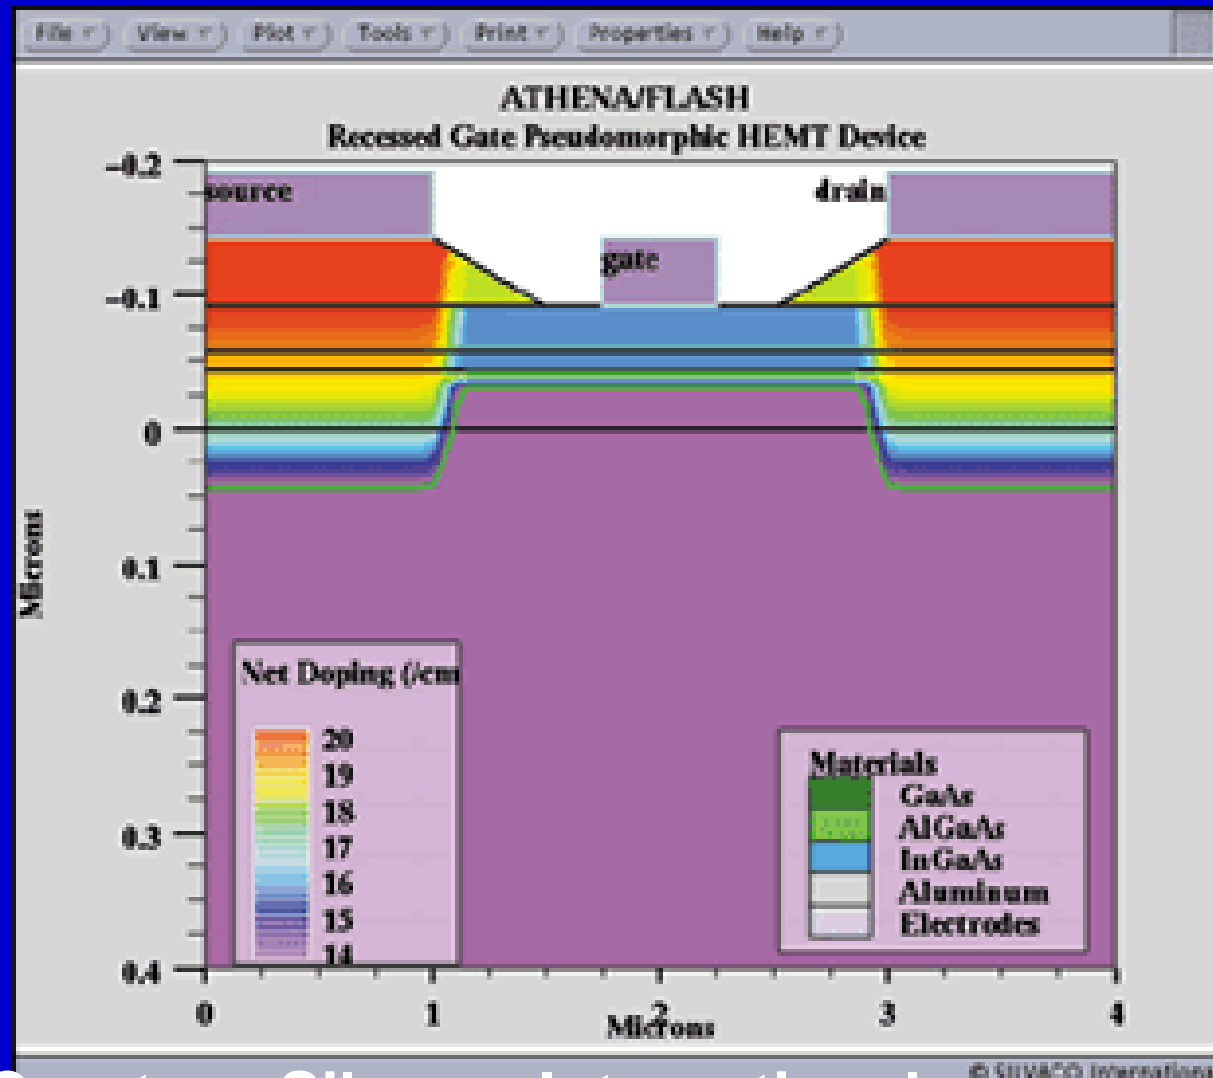 File View Plot Tools Print Properties Help
ATHENA/FLASH
Recessed Gate Pseudomorphic HEMT Device
-0.2
source
drain
gate
-0.1
0
Microns
0.1
0.2
0.3
0.4
Net Doping (/cm
20
19
18
17
16
15
14
Materials
GaAs
AlGaAs
InGaAs
Aluminum
Electrodes
0 1 2 3 4
Microns
© SILVACO International